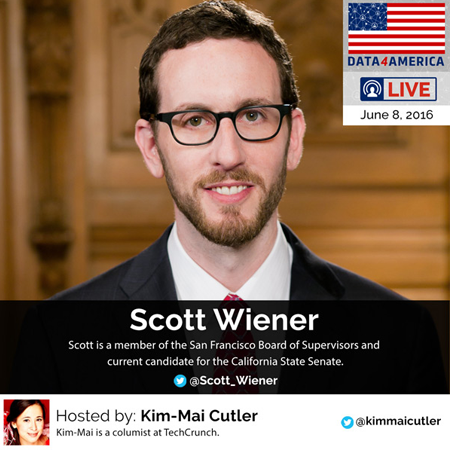 DATA4AMERICA
LIVE
June 8, 2016
Scott Wiener
Scott is a member of the San Francisco Board of Supervisors and
current candidate for the California State Senate.
@Scott_Wiener
Hosted by: Kim-Mai Cutler
Kim-Mai is a columist at TechCrunch.
@kimmaicutler